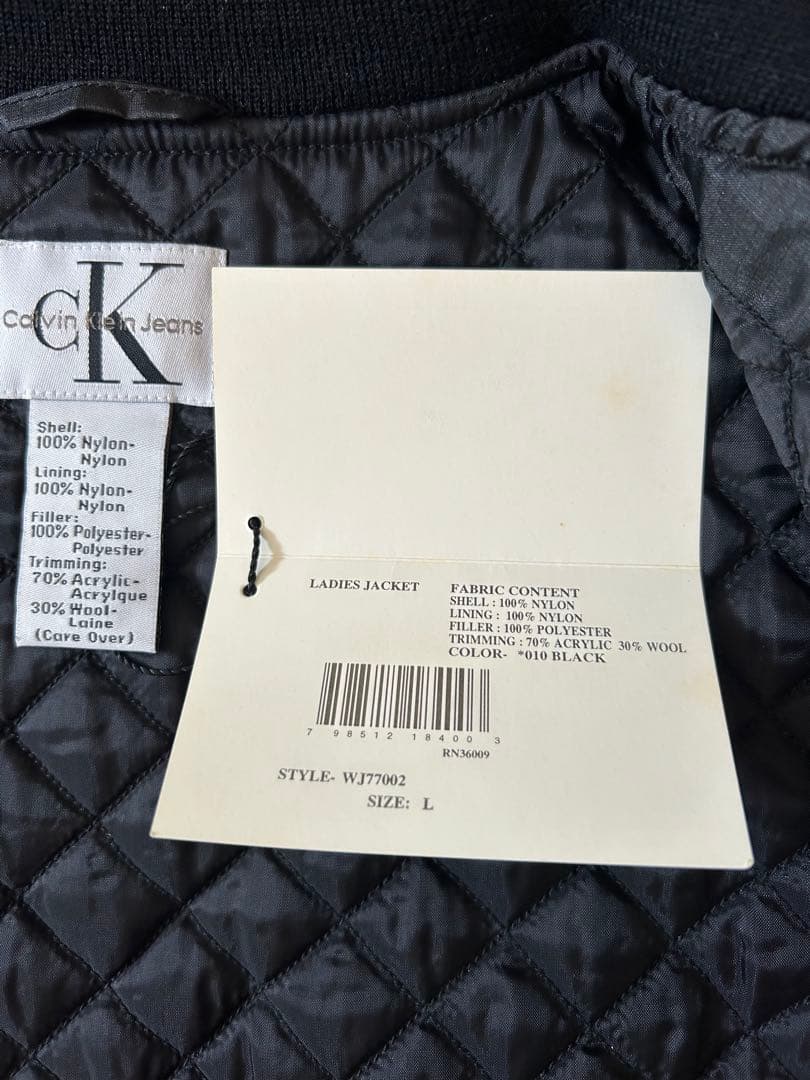 CK
Calvin Klein Jeans
Shell:
100% Nylon-
Nylon
Lining:
100% Nylon-
Nylon
Filler:
100% Polyester-
Polyester
Trimming:
70% Acrylic-
Acrylque
30% Wool-
Laine
(Care Over)
LADIES JACKET
FABRIC CONTENT
SHELL : 100% NYLON
LINING : 100% NYLON
FILLER : 100% POLYESTER
TRIMMING : 70% ACRYLIC 30% WOOL
COLOR- *010 BLACK
7 98512 18400 3
RN36009
STYLE- WJ77002
SIZE: L